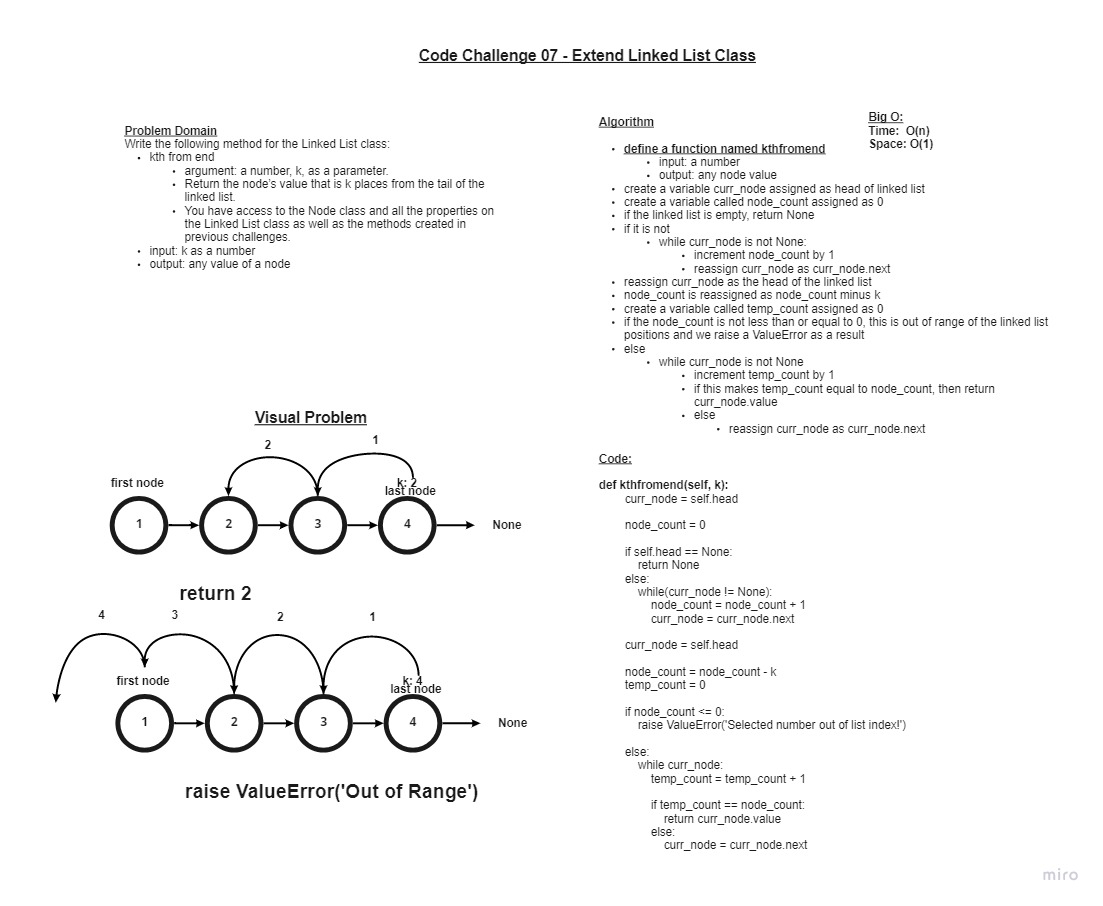 Code Challenge 07 - Extend Linked List Class
Problem Domain
Write the following method for the Linked List class:
• kth from end
• argument: a number, k, as a parameter.
• Return the node's value that is k places from the tail of the
linked list.
• You have access to the Node class and all the properties on
the Linked List class as well as the methods created in
previous challenges.
• input: k as a number
• output: any value of a node
Visual Problem
2
1
first node
k: 2
last node
1
2
3
4
None
return 2
4
3
2
1
first node
k: 4
last node
1
2
3
4
None
raise ValueError('Out of Range')
Algorithm
Big O:
Time: O(n)
Space: O(1)
• define a function named kthfromend
• input: a number
• output: any node value
• create a variable curr_node assigned as head of linked list
• create a variable called node_count assigned as 0
• if the linked list is empty, return None
• if it is not
• while curr_node is not None:
• increment node_count by 1
• reassign curr_node as curr_node.next
• reassign curr_node as the head of the linked list
• node_count is reassigned as node_count minus k
• create a variable called temp_count assigned as 0
• if the node_count is not less than or equal to 0, this is out of range of the linked list
positions and we raise a ValueError as a result
• else
• while curr_node is not None
• increment temp_count by 1
• if this makes temp_count equal to node_count, then return
curr_node.value
• else
• reassign curr_node as curr_node.next
Code:
def kthfromend(self, k):
curr_node = self.head
node_count = 0
if self.head == None:
return None
else:
while(curr_node != None):
node_count = node_count + 1
curr_node = curr_node.next
curr_node = self.head
node_count = node_count - k
temp_count = 0
if node_count <= 0:
raise ValueError('Selected number out of list index!')
else:
while curr_node:
temp_count = temp_count + 1
if temp_count == node_count:
return curr_node.value
else:
curr_node = curr_node.next
miro